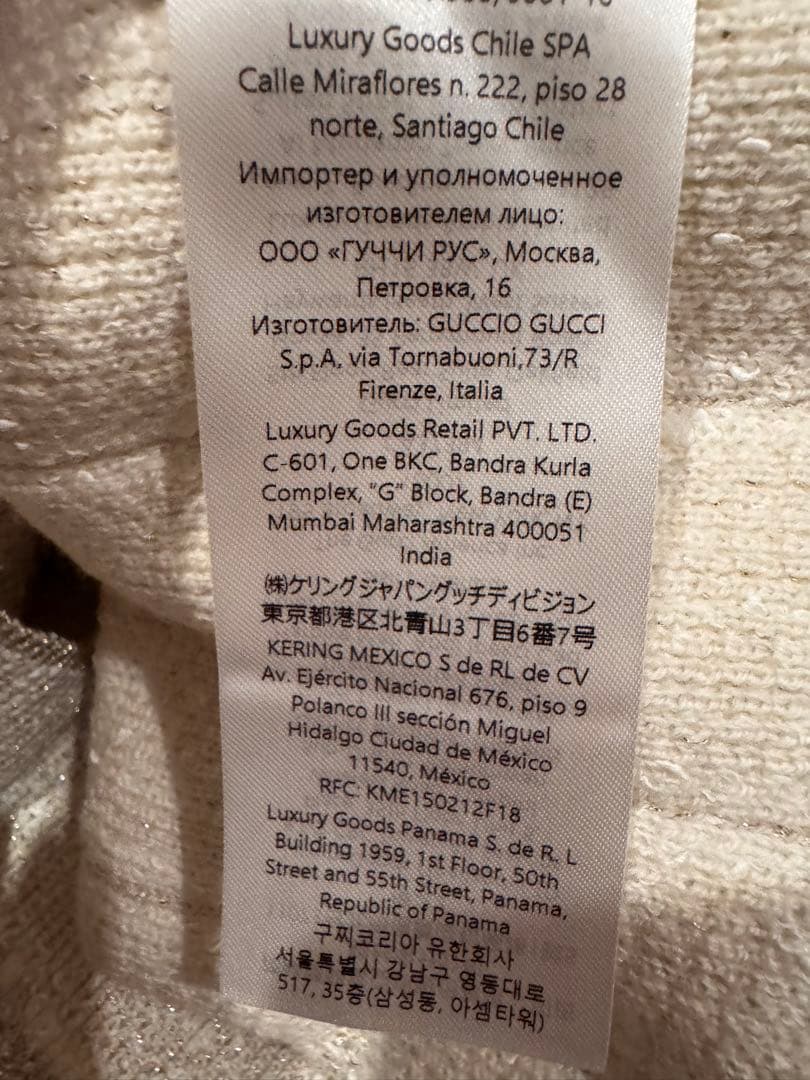 Luxury Goods Chile SPA
Calle Miraflores n. 222, piso 28
norte, Santiago Chile
Импортер и уполномоченное
изготовителем лицо:
ООО «ГУЧЧИ РУС», Москва,
Петровка, 16
Изготовитель: GUCCIO GUCCI
S.p.A, via Tornabuoni,73/R
Firenze, Italia
Luxury Goods Retail PVT. LTD.
C-601, One BKC, Bandra Kurla
Complex, "G" Block, Bandra (E)
Mumbai Maharashtra 400051
India
㈱ケリングジャパングッチディビジョン
東京都港区北青山3丁目6番7号
KERING MEXICO S de RL de CV
Av. Ejército Nacional 676, piso 9
Polanco III sección Miguel
Hidalgo Ciudad de México
11540, México
RFC: KME150212F18
Luxury Goods Panama S. de R. L
Building 1959, 1st Floor, 50th
Street and 55th Street, Panama,
Republic of Panama
구찌코리아 유한회사
서울특별시 강남구 영동대로
517, 35층(삼성동, 아셈타워)